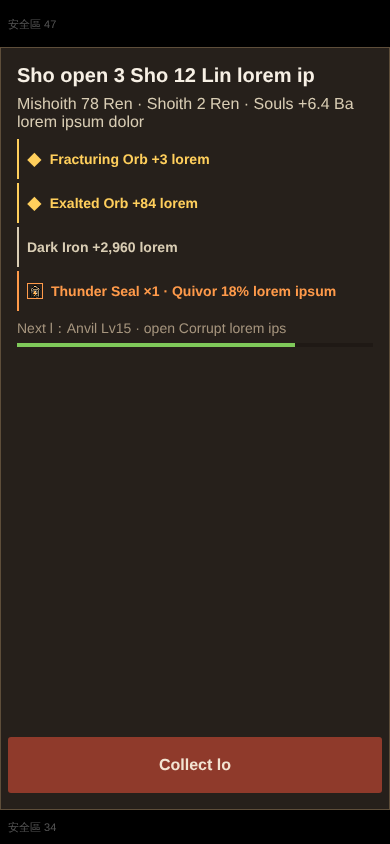 安全區 47
Sho open 3 Sho 12 Lin lorem ip
Mishoith 78 Ren · Shoith 2 Ren · Souls +6.4 Ba
lorem ipsum dolor
◆ Fracturing Orb +3 lorem
◆ Exalted Orb +84 lorem
Dark Iron +2,960 lorem
Thunder Seal ×1 · Quivor 18% lorem ipsum
Next l：Anvil Lv15 · open Corrupt lorem ips
Collect lo
安全區 34